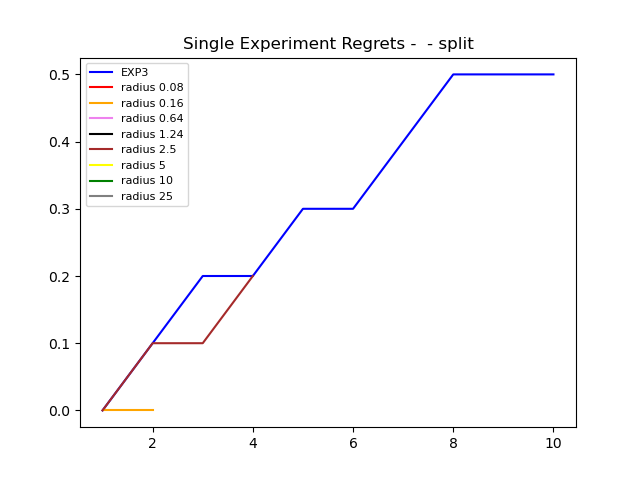 Single Experiment Regrets -  - split
0.5
0.4
0.3
0.2
0.1
0.0
EXP3
radius 0.08
radius 0.16
radius 0.64
radius 1.24
radius 2.5
radius 5
radius 10
radius 25
2
4
6
8
10